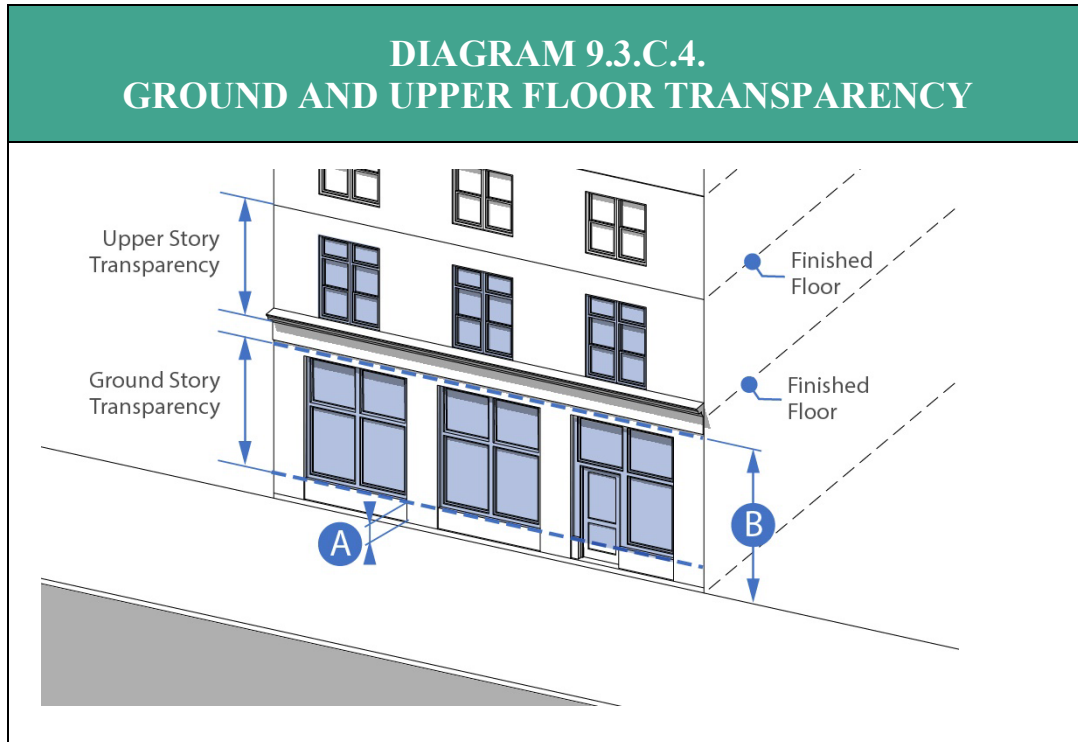 DIAGRAM 9.3.C.4.
GROUND AND UPPER FLOOR TRANSPARENCY
Upper Story
Transparency
Finished
Floor
Ground Story
Transparency
Finished
Floor
A
B